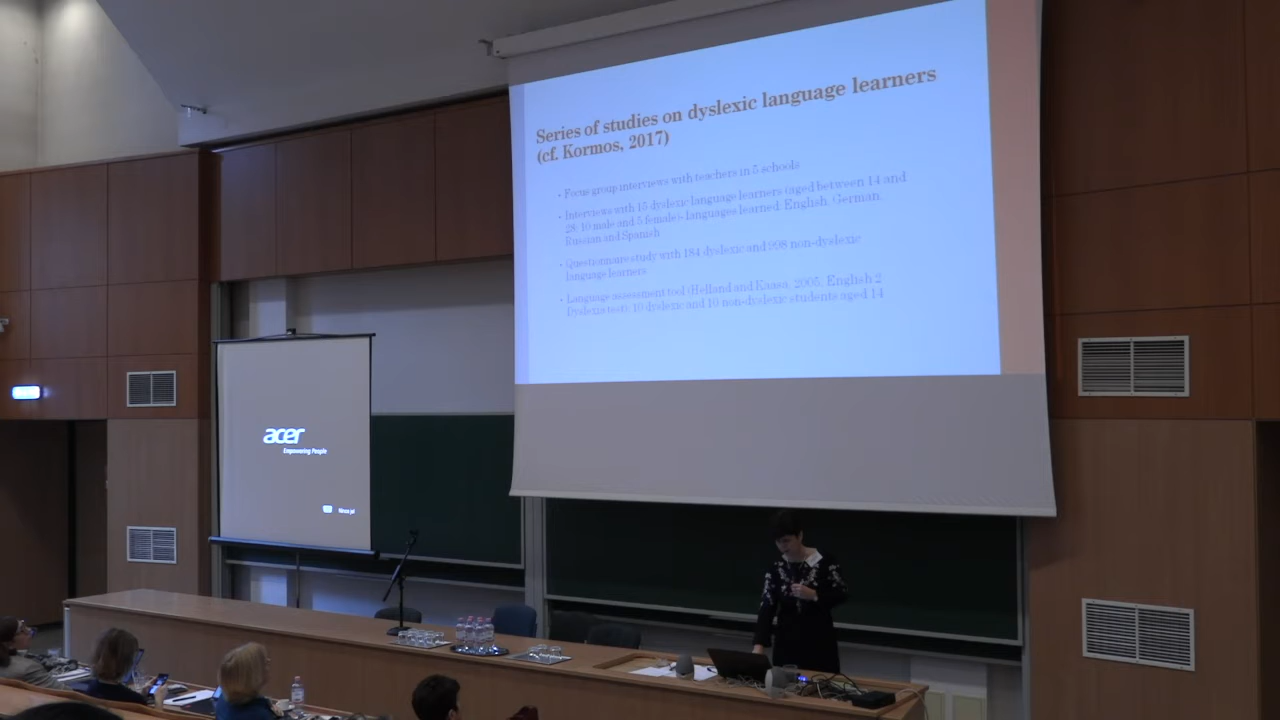 Series of studies on dyslexic language learners
(cf. Kormos, 2017)
• Focus group interviews with teachers in 5 schools
• Interviews with 15 dyslexic language learners (aged between 14 and
28; 10 male and 5 female)- languages learned: English, German,
Russian and Spanish
• Questionnaire study with 184 dyslexic and 998 non-dyslexic
language learners
• Language assessment tool (Helland and Kaasa, 2005, English 2
Dyslexia test): 10 dyslexic and 10 non-dyslexic students aged 14
acer
Empowering People
Nincs jel